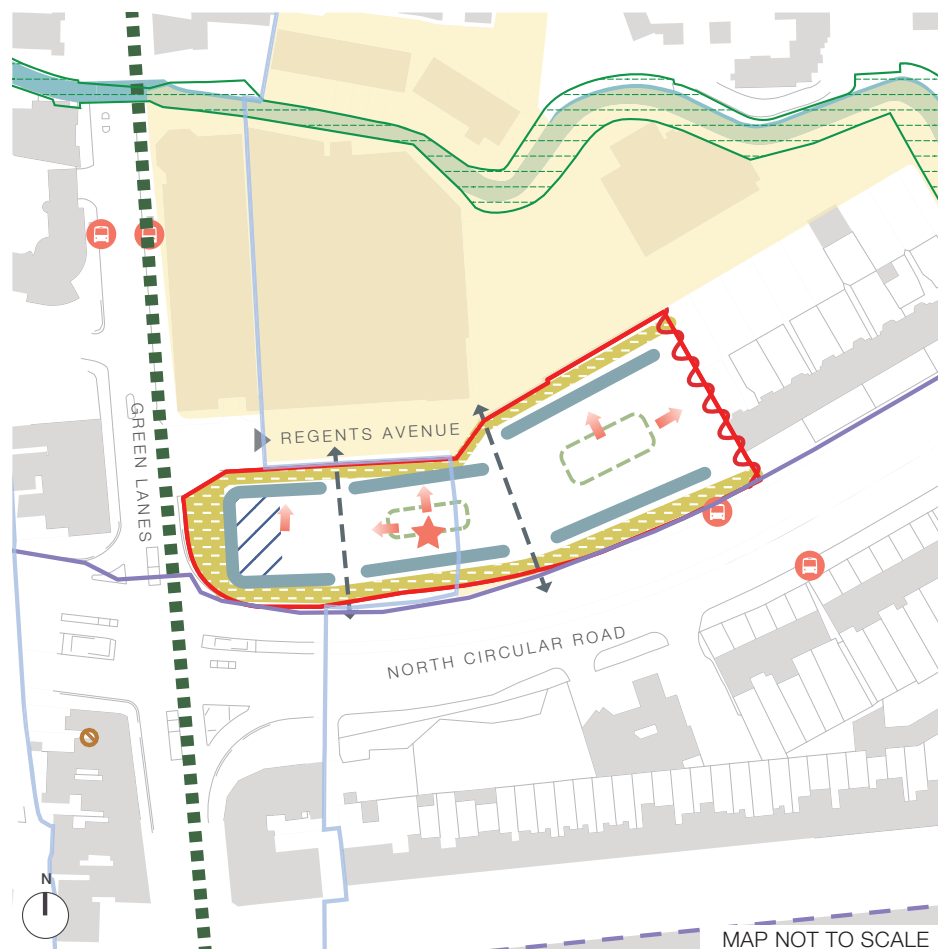 REGENTS AVENUE
GREEN LANES
NORTH CIRCULAR ROAD
N
MAP NOT TO SCALE